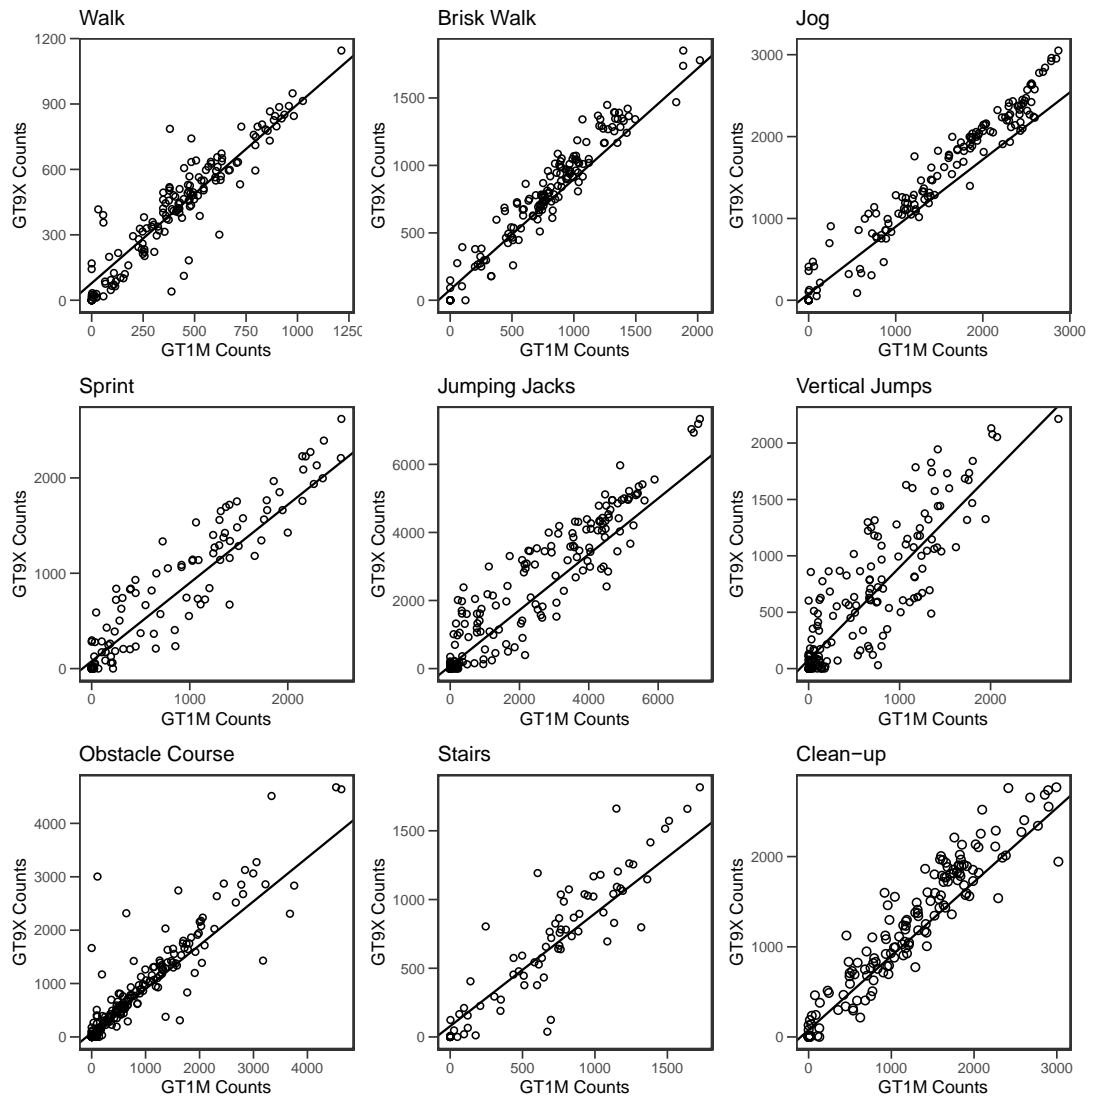 Walk Brisk Walk Jog
1200
900
600
300
0
GT9X Counts
0 250 500 750 1000 1250
GT1M Counts
1500
1000
500
0
GT9X Counts
0 500 1000 1500 2000
GT1M Counts
3000
2000
1000
0
GT9X Counts
0 1000 2000 3000
GT1M Counts
Sprint Jumping Jacks Vertical Jumps
2000
1000
0
GT9X Counts
0 1000 2000
GT1M Counts
6000
4000
2000
0
GT9X Counts
0 2000 4000 6000
GT1M Counts
2000
1500
1000
500
0
GT9X Counts
0 1000 2000
GT1M Counts
Obstacle Course Stairs Clean−up
4000
3000
2000
1000
0
GT9X Counts
0 1000 2000 3000 4000
GT1M Counts
1500
1000
500
0
GT9X Counts
0 500 1000 1500
GT1M Counts
2000
1000
0
GT9X Counts
0 1000 2000 3000
GT1M Counts